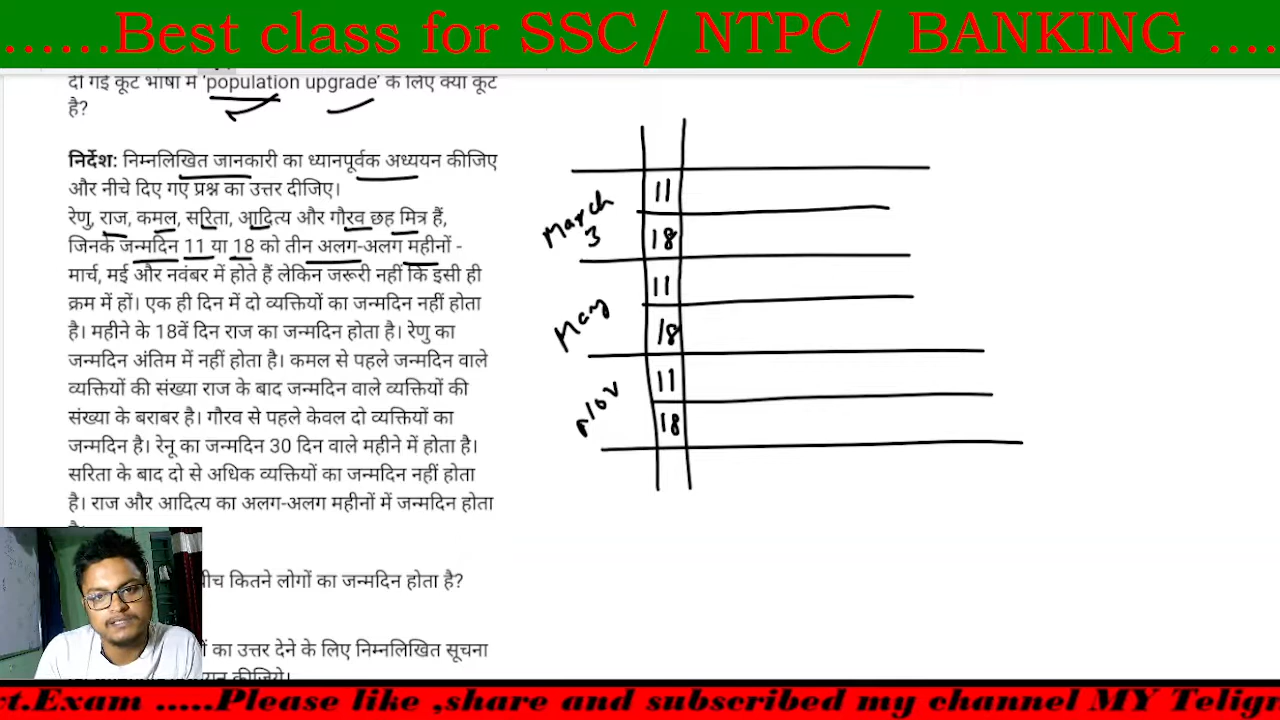 ......Best class for SSC/ NTPC/ BANKING ....
दी गई कूट भाषा में 'population upgrade' के लिए क्या कूट
है?
निर्देश: निम्नलिखित जानकारी का ध्यानपूर्वक अध्ययन कीजिए
और नीचे दिए गए प्रश्न का उत्तर दीजिए।
रेणु, राज, कमल, सरिता, आदित्य और गौरव छह मित्र हैं,
जिनके जन्मदिन 11 या 18 को तीन अलग-अलग महीनों -
मार्च, मई और नवंबर में होते हैं लेकिन जरूरी नहीं कि इसी ही
क्रम में हों। एक ही दिन में दो व्यक्तियों का जन्मदिन नहीं होता
है। महीने के 18वें दिन राज का जन्मदिन होता है। रेणु का
जन्मदिन अंतिम में नहीं होता है। कमल से पहले जन्मदिन वाले
व्यक्तियों की संख्या राज के बाद जन्मदिन वाले व्यक्तियों की
संख्या के बराबर है। गौरव से पहले केवल दो व्यक्तियों का
जन्मदिन है। रेनू का जन्मदिन 30 दिन वाले महीने में होता है।
सरिता के बाद दो से अधिक व्यक्तियों का जन्मदिन नहीं होता
है। राज और आदित्य का अलग-अलग महीनों में जन्मदिन होता
कितने लोगों का जन्मदिन होता है?
का उत्तर देने के लिए निम्नलिखित सूचना
March
3
11
18
May
11
18
Nov
11
18
vt.Exam .....Please like ,share and subscribed my channel MY Telig